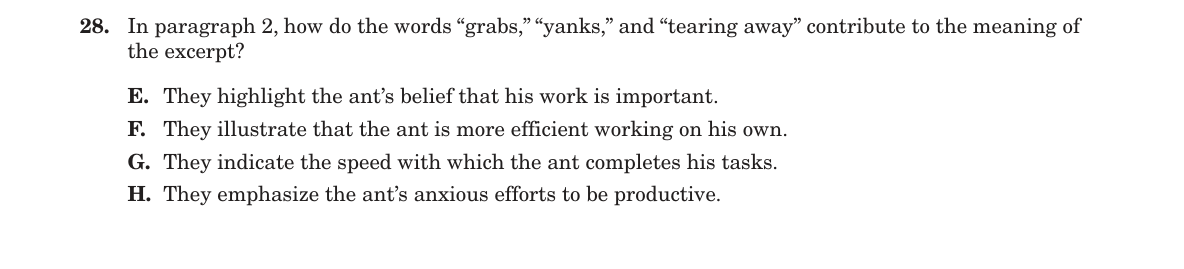 28. In paragraph 2, how do the words “grabs,” “yanks,” and “tearing away” contribute to the meaning of
the excerpt?
E. They highlight the ant’s belief that his work is important.
F. They illustrate that the ant is more efficient working on his own.
G. They indicate the speed with which the ant completes his tasks.
H. They emphasize the ant’s anxious efforts to be productive.